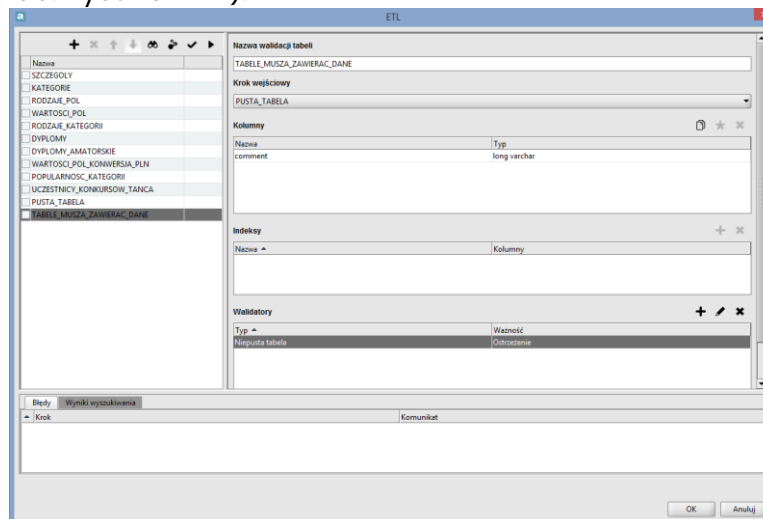 ETL
Nazwa
SZCZEGOLY
KATEGORIE
RODZAJE_POL
WARTOSCI_POL
RODZAJE_KATEGORII
DYPLOMY
DYPLOMY_AMATORSKIE
WARTOSCI_POL_KONWERSJA_PLN
POPULARNOSC_KATEGORII
UCZESTNICY_KONKURSOW_TANCA
PUSTA_TABELA
TABELE_MUSZA_ZAWIERAC_DANE
Nazwa walidacji tabeli
TABELE_MUSZA_ZAWIERAC_DANE
Krok wejściowy
PUSTA_TABELA
Kolumny
Nazwa Typ
comment long varchar
Indeksy
Nazwa Kolumny
Walidatory
Typ Ważność
Niepusta tabela Ostrzeżenie
Błędy Wyniki wyszukiwania
Krok Komunikat
OK Anuluj